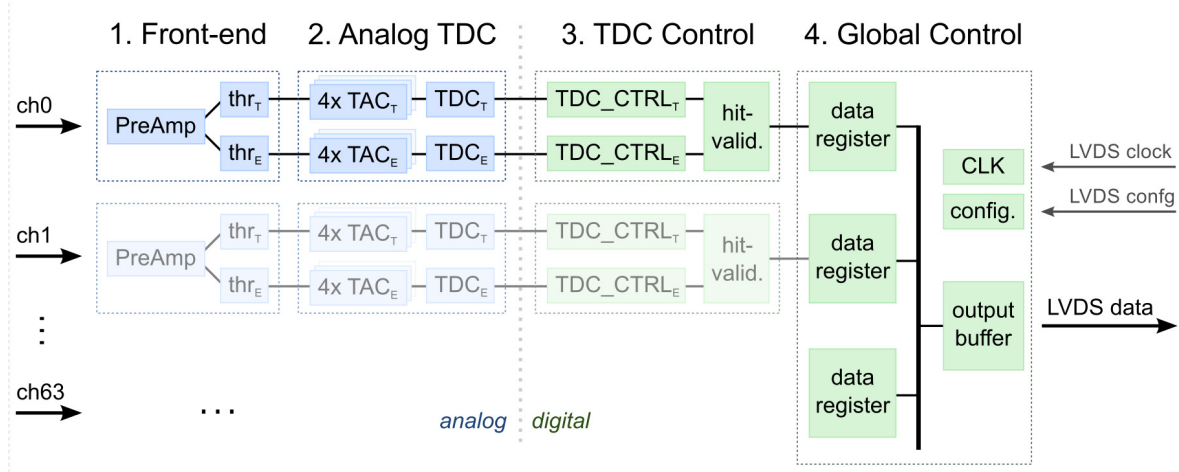 1. Front-end
2. Analog TDC
3. TDC Control
4. Global Control
ch0
PreAmp
thrT
thrE
4x TACT
4x TACE
TDCT
TDCE
TDC_CTRLT
TDC_CTRLE
hit-
valid.
data
register
ch1
PreAmp
thrT
thrE
4x TACT
4x TACE
TDCT
TDCE
TDC_CTRLT
TDC_CTRLE
hit-
valid.
data
register
CLK
LVDS clock
config.
LVDS confg
output
buffer
LVDS data
ch63
...
data
register
analog
digital